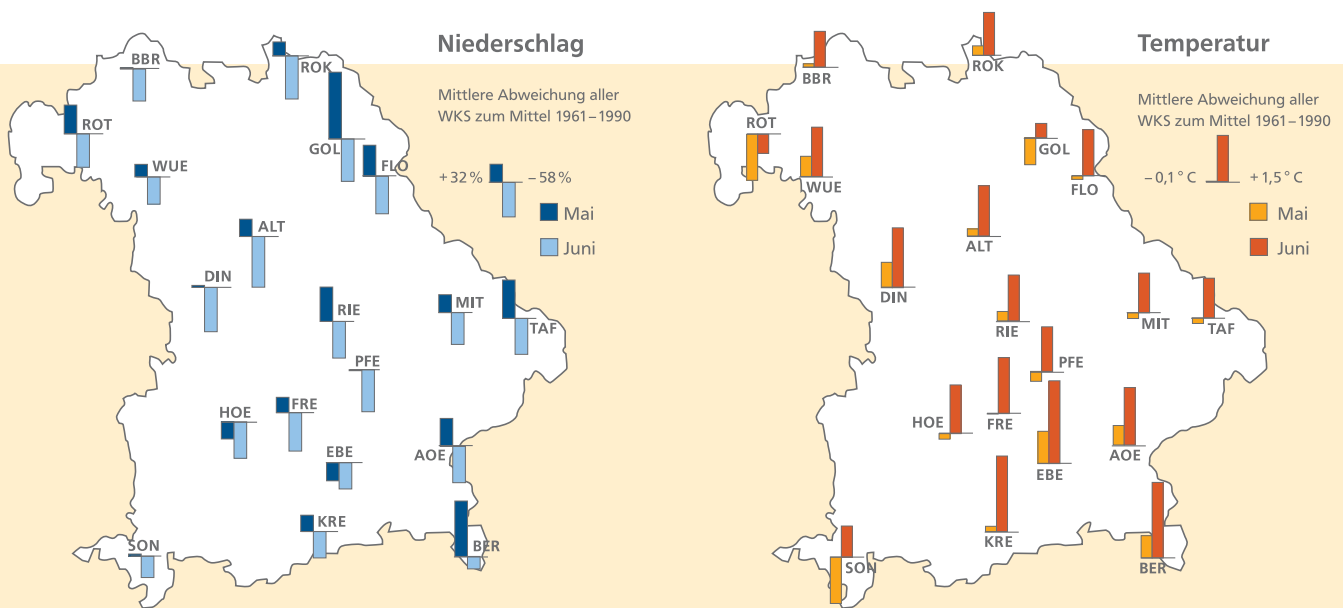 Niederschlag
Mittlere Abweichung aller
WKS zum Mittel 1961–1990
+32 %
–58 %
Mai
Juni
BBR
ROK
ROT
GOL
WUE
FLO
ALT
DIN
RIE
MIT
TAF
PFE
HOE
FRE
AOE
EBE
KRE
SON
BER
Temperatur
Mittlere Abweichung aller
WKS zum Mittel 1961–1990
–0,1° C
+1,5° C
Mai
Juni
ROK
BBR
ROT
GOL
WUE
FLO
ALT
DIN
RIE
MIT
TAF
PFE
HOE
FRE
AOE
EBE
KRE
SON
BER